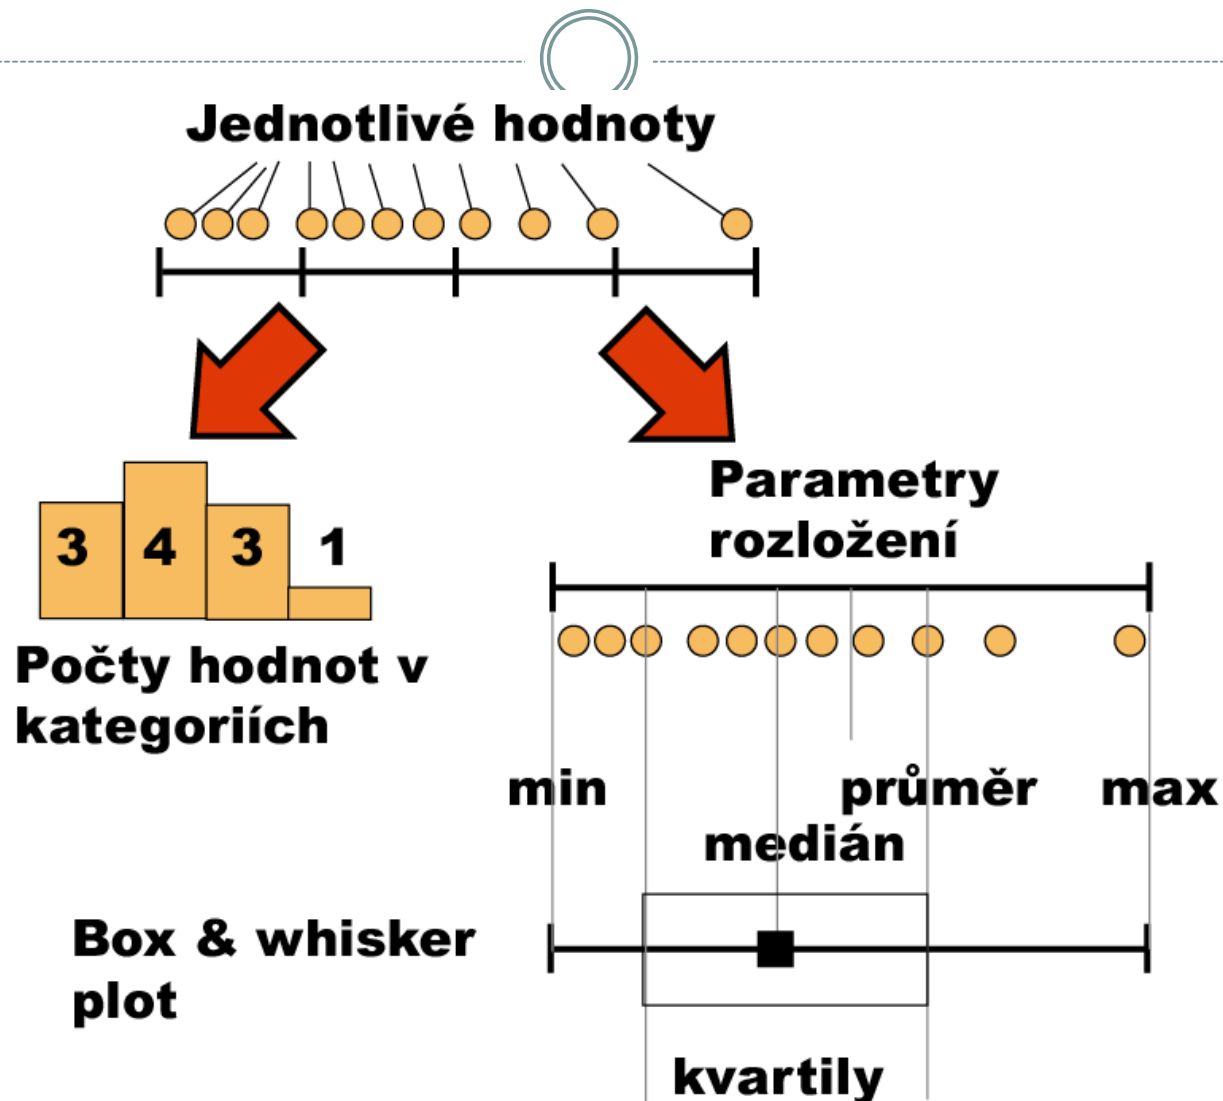 Jednotlivé hodnoty
3 4 3 1
Počty hodnot v
kategoriích
Parametry
rozložení
min průměr max
medián
Box & whisker
plot
kvartily